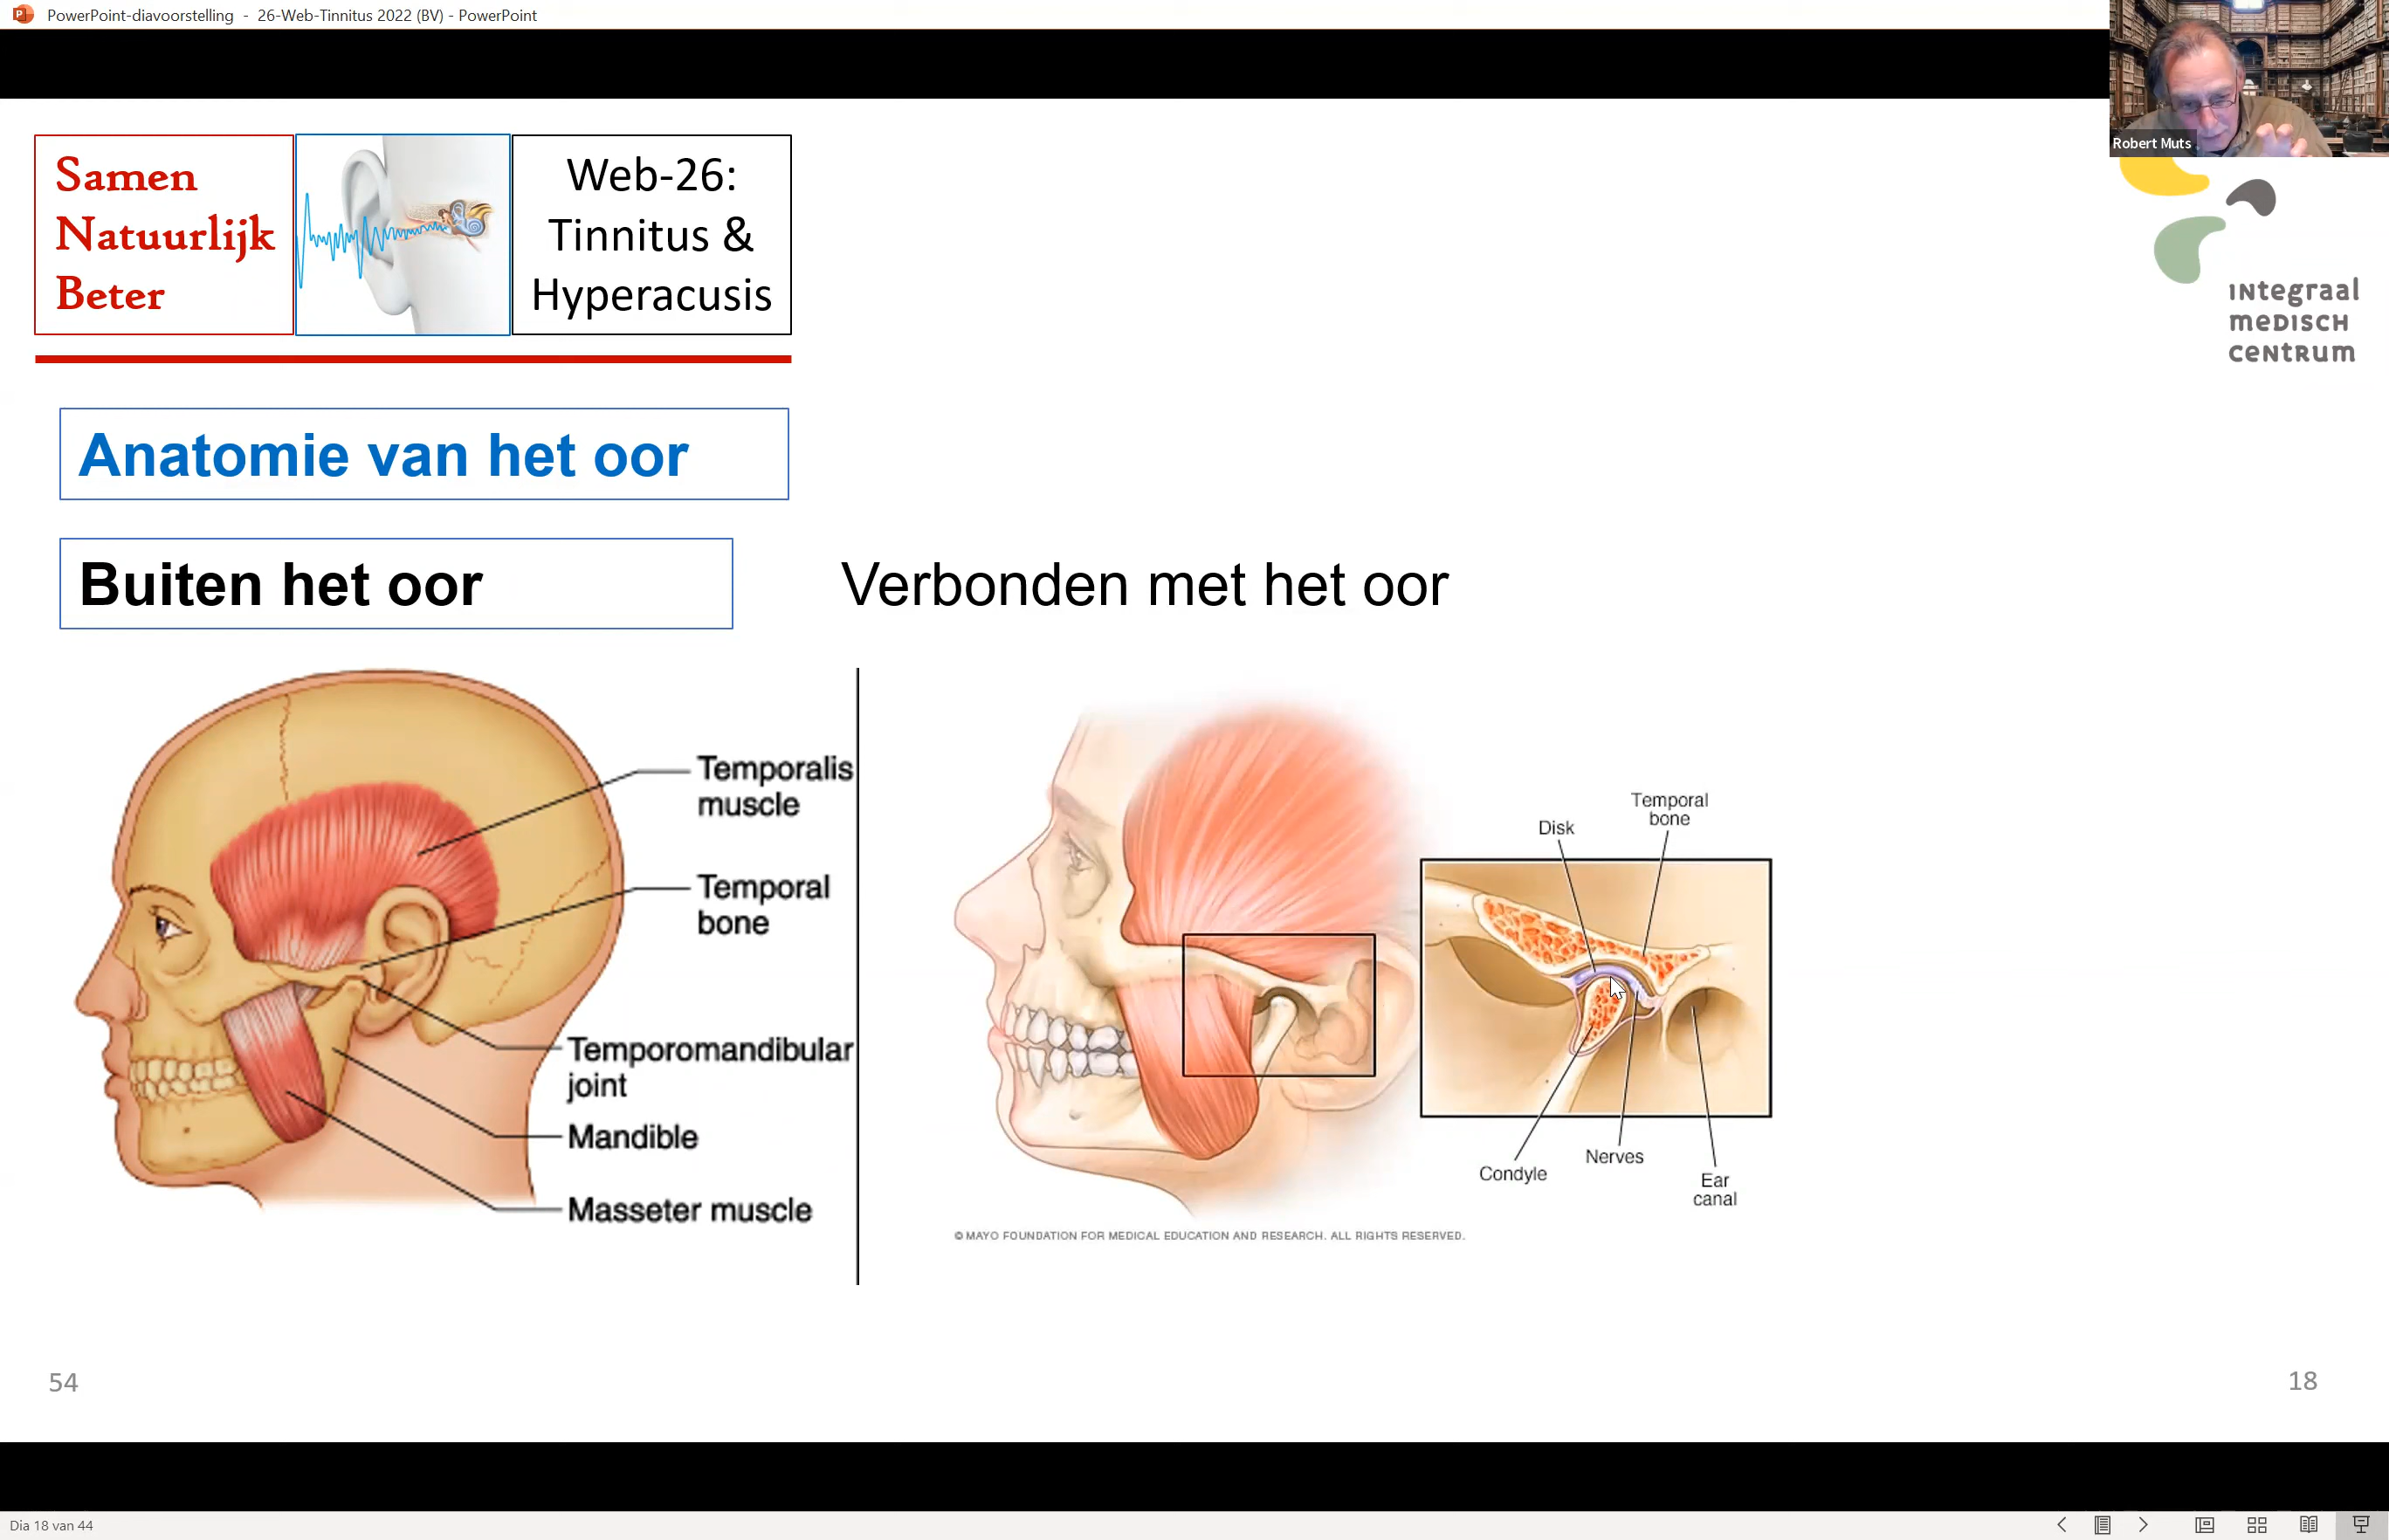 PowerPoint-diavoorstelling - 26-Web-Tinnitus 2022 (BV) - PowerPoint
Robert Muts
Samen
Natuurlijk
Beter
Web-26:
Tinnitus &
Hyperacusis
integraal
medisch
centrum
Anatomie van het oor
Buiten het oor
Verbonden met het oor
Temporalis
muscle
Temporal
bone
Temporomandibular
joint
Mandible
Masseter muscle
Disk
Temporal
bone
Condyle
Nerves
Ear
canal
© MAYO FOUNDATION FOR MEDICAL EDUCATION AND RESEARCH. ALL RIGHTS RESERVED.
54
18
Dia 18 van 44